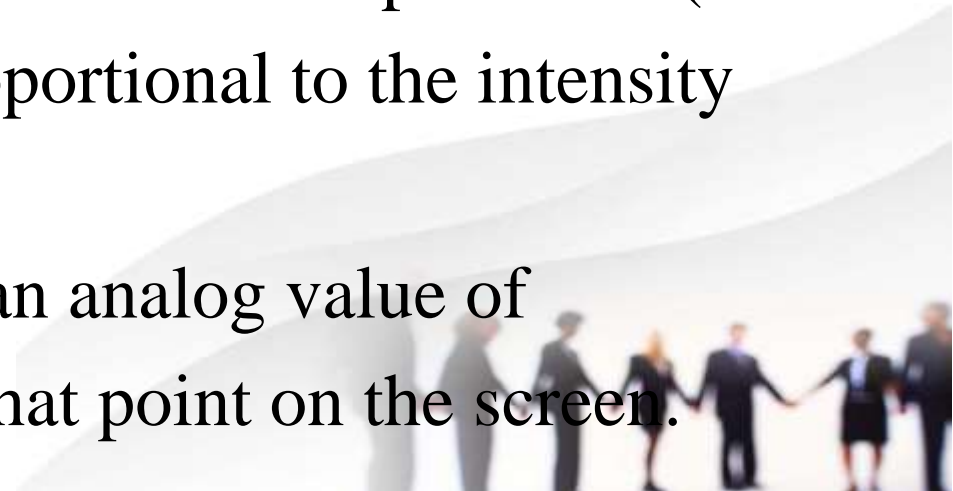 portional to the intensity
an analog value of
hat point on the screen.